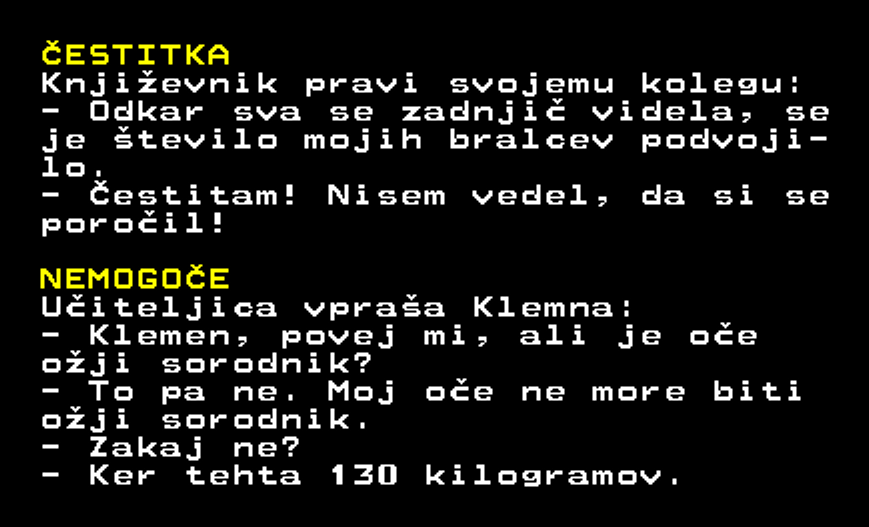 ČESTITKA
Književnik pravi svojemu kolegu:
- Odkar sva se zadnjič videla, se
je število mojih bralcev podvoji-
lo.
- Čestitam! Nisem vedel, da si se
poročil!
NEMOGOČE
Učiteljica vpraša Klemna:
- Klemen, povej mi, ali je oče
ožji sorodnik?
- To pa ne. Moj oče ne more biti
ožji sorodnik.
- Zakaj ne?
- Ker tehta 130 kilogramov.